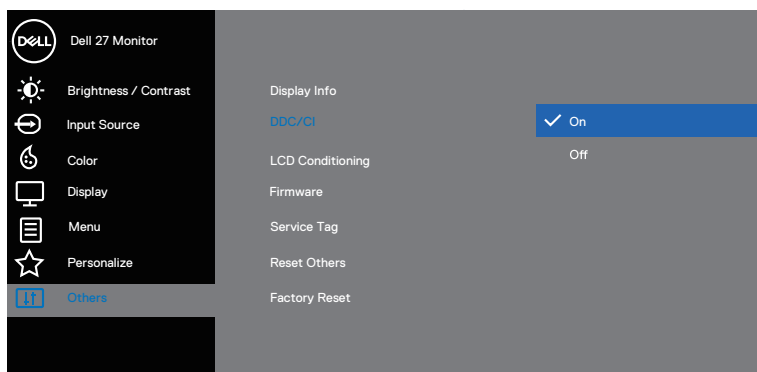 DELL
Dell 27 Monitor
Brightness / Contrast
Input Source
Color
Display
Menu
Personalize
Others
Display Info
DDC/CI
LCD Conditioning
Firmware
Service Tag
Reset Others
Factory Reset
On
Off